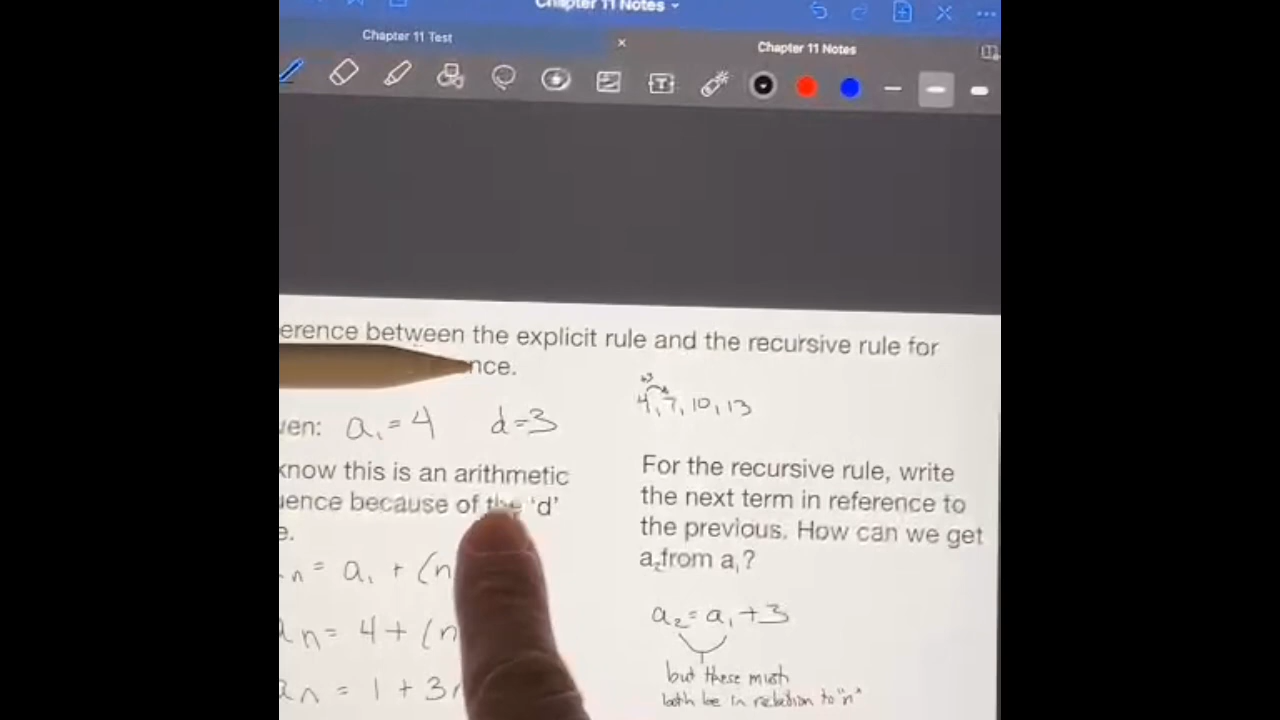 Chapter 11 Notes
Chapter 11 Test
Chapter 11 Notes
erence between the explicit rule and the recursive rule for
nce.
+3
4, 7, 10, 13
en: a₁ = 4 d=3
know this is an arithmetic
uence because of the 'd'
e.
n = a₁ + (n
an = 4 + (n
an = 1 + 3n
For the recursive rule, write
the next term in reference to
the previous. How can we get
a₂ from a₁?
a₂ = a₁ + 3
but these must
both be in relation to "n"